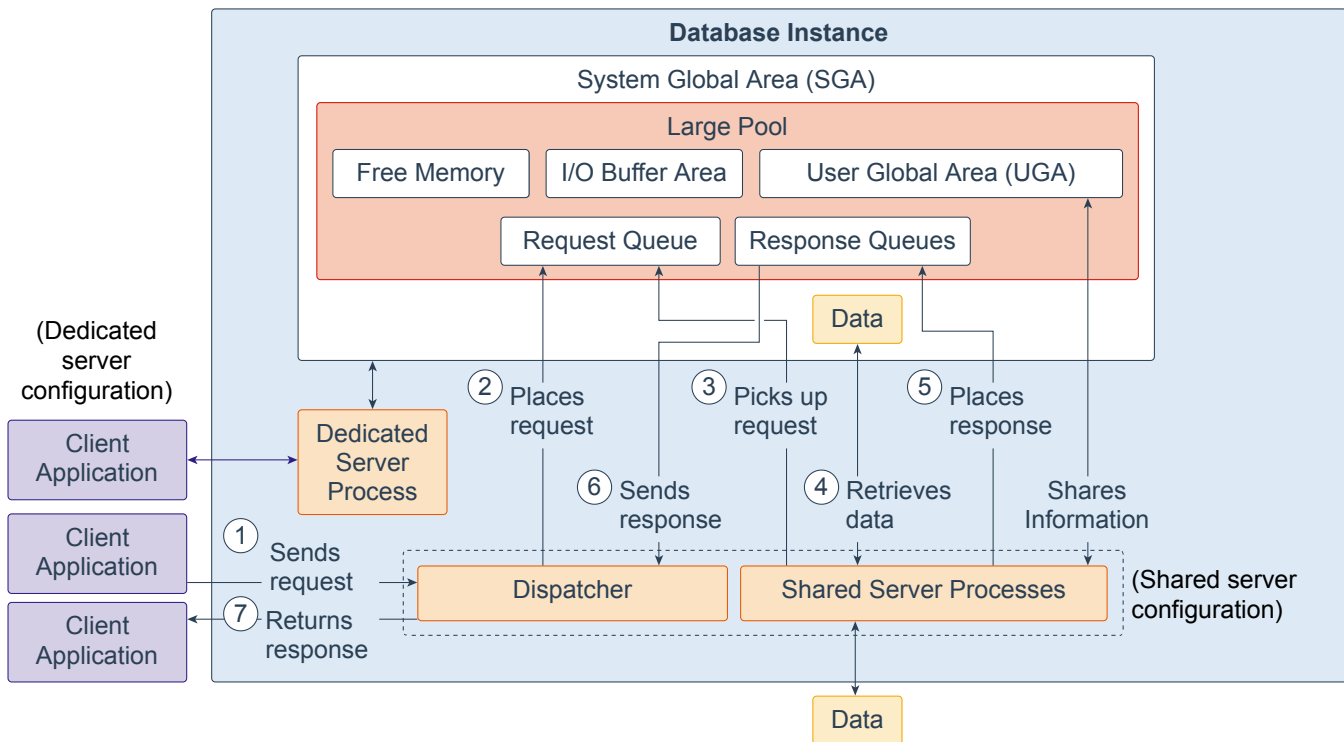 Database Instance
System Global Area (SGA)
Large Pool
Free Memory
I/O Buffer Area
User Global Area (UGA)
Request Queue
Response Queues
Data
(Dedicated
server
configuration)
Client
Application
Dedicated
Server
Process
2 Places
request
3 Picks up
request
5 Places
response
6 Sends
response
4 Retrieves
data
Shares
Information
Client
Application
1 Sends
request
Dispatcher
Shared Server Processes
(Shared server
configuration)
Client
Application
7 Returns
response
Data